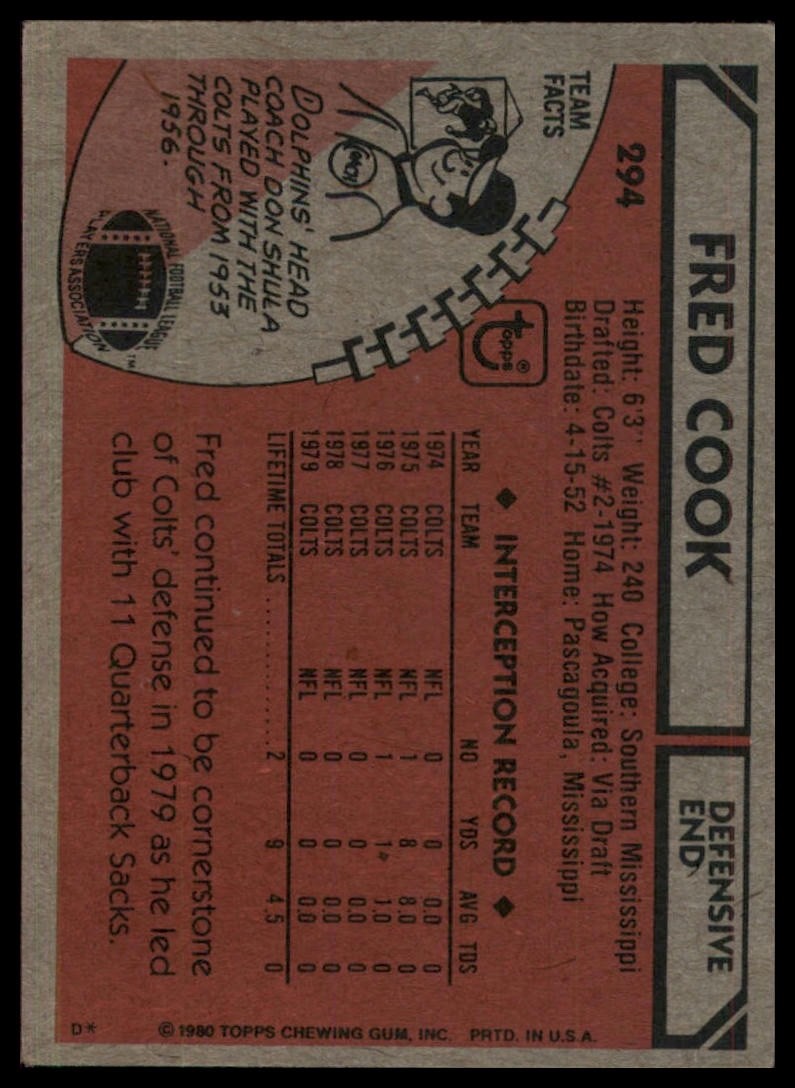 FRED COOK
DEFENSIVE
END
294
Height: 6'3" Weight: 240 College: Southern Mississippi
Drafted: Colts #2-1974 How Acquired: Via Draft
Birthdate: 4-15-52 Home: Pascagoula, Mississippi
TEAM
FACTS
topps®
COACH
DOLPHINS' HEAD
COACH DON SHULA
PLAYED WITH THE
COLTS FROM 1953
THROUGH
1956.
NATIONAL FOOTBALL LEAGUE
PLAYERS ASSOCIATION
TM
◆ INTERCEPTION RECORD ◆
YEAR TEAM NO YDS AVG TDS
1974 COLTS NFL 0 0 0.0 0
1975 COLTS NFL 1 8 8.0 0
1976 COLTS NFL 1 1 1.0 0
1977 COLTS NFL 0 0 0.0 0
1978 COLTS NFL 0 0 0.0 0
1979 COLTS NFL 0 0 0.0 0
LIFETIME TOTALS .............. 2 9 4.5 0
Fred continued to be cornerstone
of Colts' defense in 1979 as he led
club with 11 Quarterback Sacks.
D* © 1980 TOPPS CHEWING GUM, INC. PRTD. IN U.S.A.